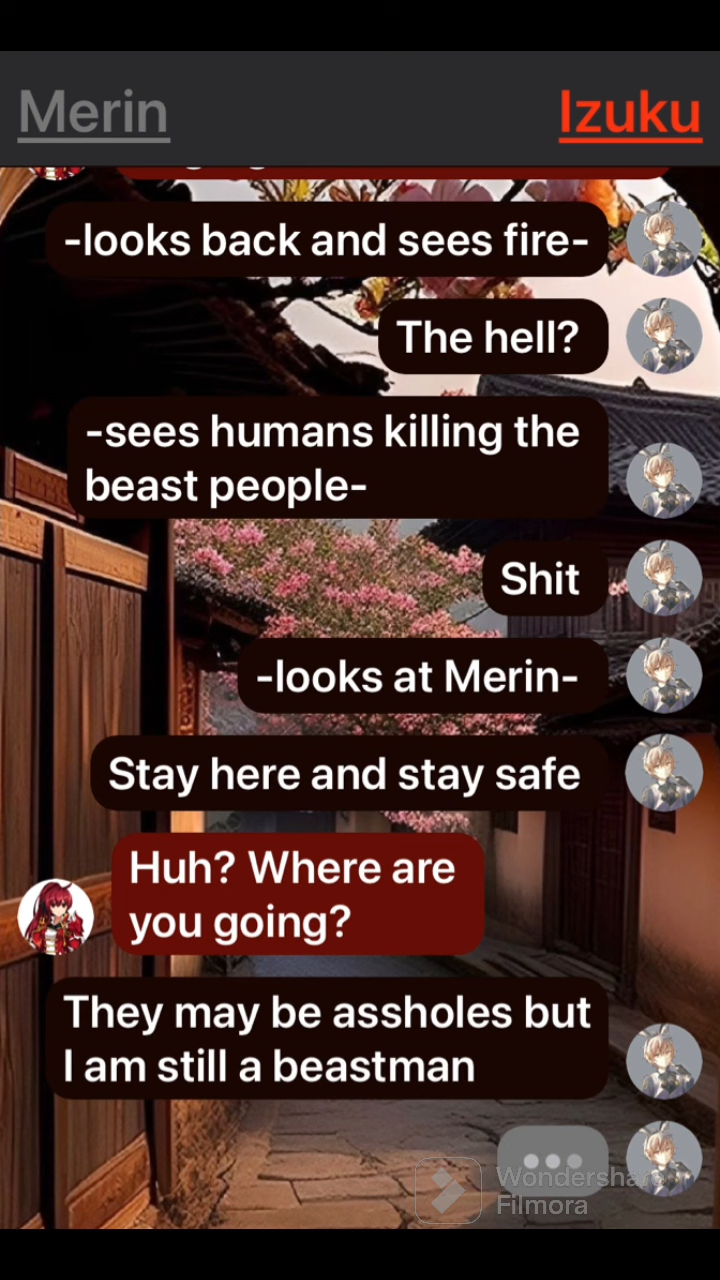 Merin
Izuku
-looks back and sees fire-
The hell?
-sees humans killing the
beast people-
Shit
-looks at Merin-
Stay here and stay safe
Huh? Where are
you going?
They may be assholes but
I am still a beastman
Wondershare
Filmora